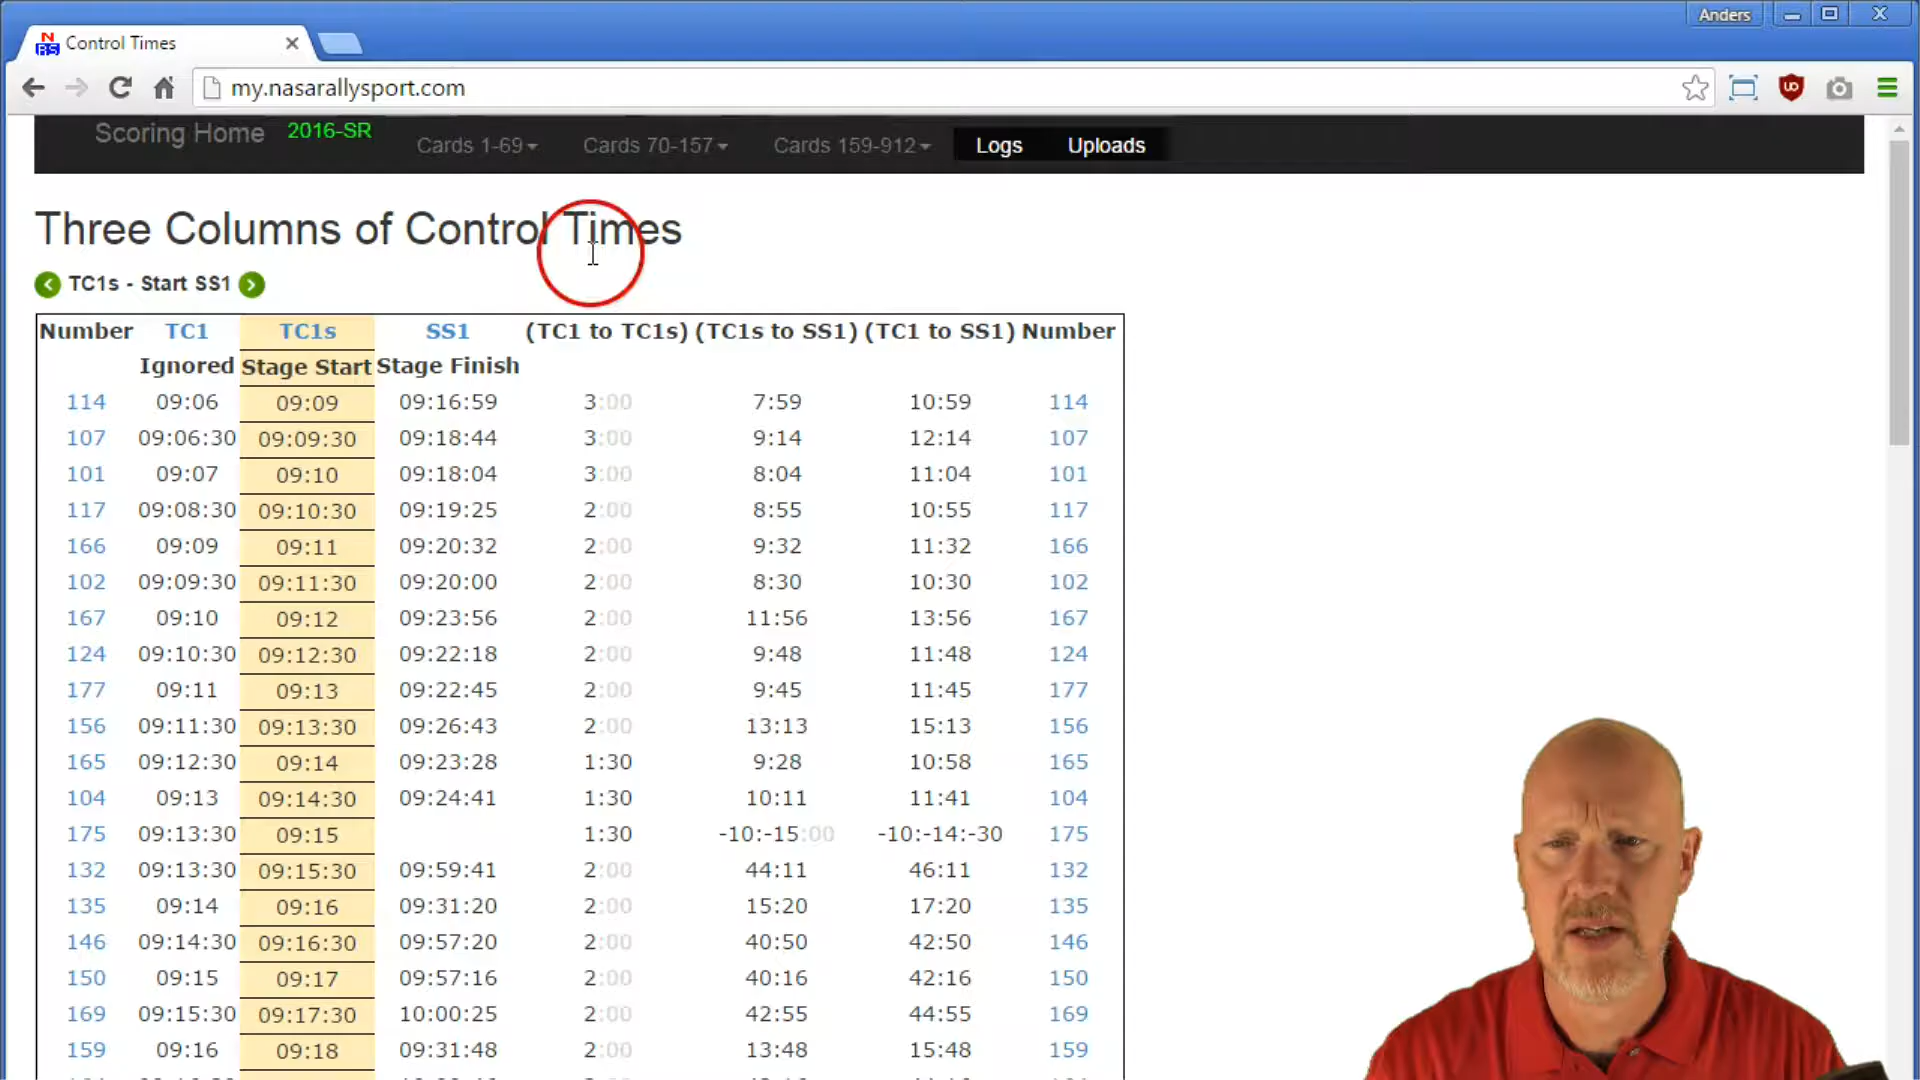 Anders
NRS Control Times
my.nasarallysport.com
Scoring Home 2016-SR Cards 1-69 Cards 70-157 Cards 159-912 Logs Uploads
Three Columns of Control Times
TC1s - Start SS1
Number TC1 TC1s SS1 (TC1 to TC1s) (TC1s to SS1) (TC1 to SS1) Number
Ignored Stage Start Stage Finish
114 09:06 09:09 09:16:59 3:00 7:59 10:59 114
107 09:06:30 09:09:30 09:18:44 3:00 9:14 12:14 107
101 09:07 09:10 09:18:04 3:00 8:04 11:04 101
117 09:08:30 09:10:30 09:19:25 2:00 8:55 10:55 117
166 09:09 09:11 09:20:32 2:00 9:32 11:32 166
102 09:09:30 09:11:30 09:20:00 2:00 8:30 10:30 102
167 09:10 09:12 09:23:56 2:00 11:56 13:56 167
124 09:10:30 09:12:30 09:22:18 2:00 9:48 11:48 124
177 09:11 09:13 09:22:45 2:00 9:45 11:45 177
156 09:11:30 09:13:30 09:26:43 2:00 13:13 15:13 156
165 09:12:30 09:14 09:23:28 1:30 9:28 10:58 165
104 09:13 09:14:30 09:24:41 1:30 10:11 11:41 104
175 09:13:30 09:15 1:30 -10:-15:00 -10:-14:-30 175
132 09:13:30 09:15:30 09:59:41 2:00 44:11 46:11 132
135 09:14 09:16 09:31:20 2:00 15:20 17:20 135
146 09:14:30 09:16:30 09:57:20 2:00 40:50 42:50 146
150 09:15 09:17 09:57:16 2:00 40:16 42:16 150
169 09:15:30 09:17:30 10:00:25 2:00 42:55 44:55 169
159 09:16 09:18 09:31:48 2:00 13:48 15:48 159